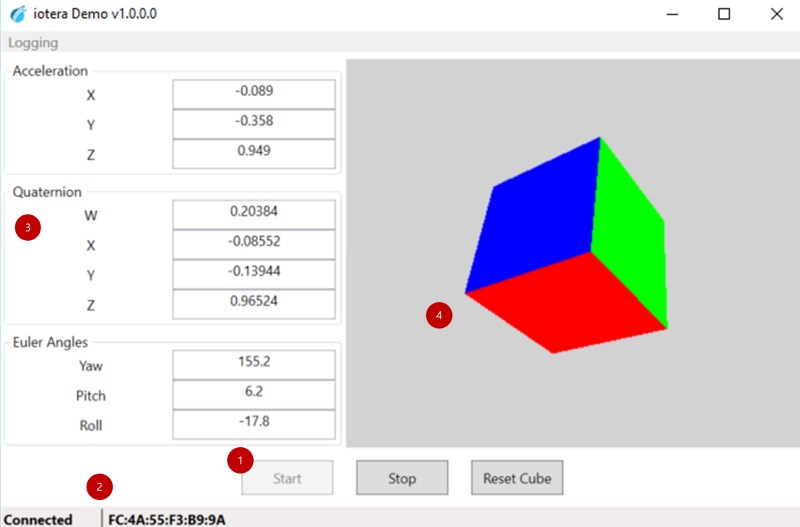 iotera Demo v1.0.0.0
Logging
Acceleration
X -0.089
Y -0.358
Z 0.949
Quaternion
3
W 0.20384
X -0.08552
Y -0.13944
Z 0.96524
4
Euler Angles
Yaw 155.2
Pitch 6.2
Roll -17.8
1
Start Stop Reset Cube
2
Connected FC:4A:55:F3:B9:9A